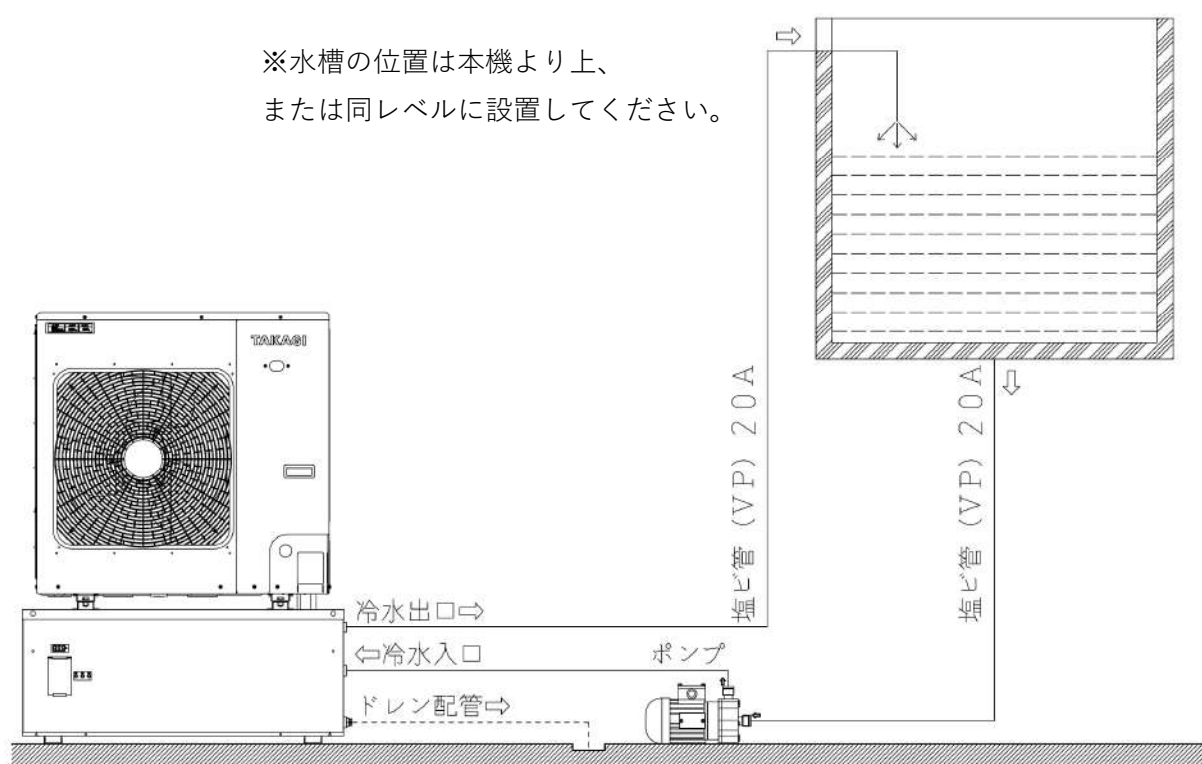 ※水槽の位置は本機より上、
または同レベルに設置してください。
TAKAGI
塩ビ管（VP）20A
塩ビ管（VP）20A
冷水出口⇨
⇦冷水入口
ポンプ
ドレン配管⇨